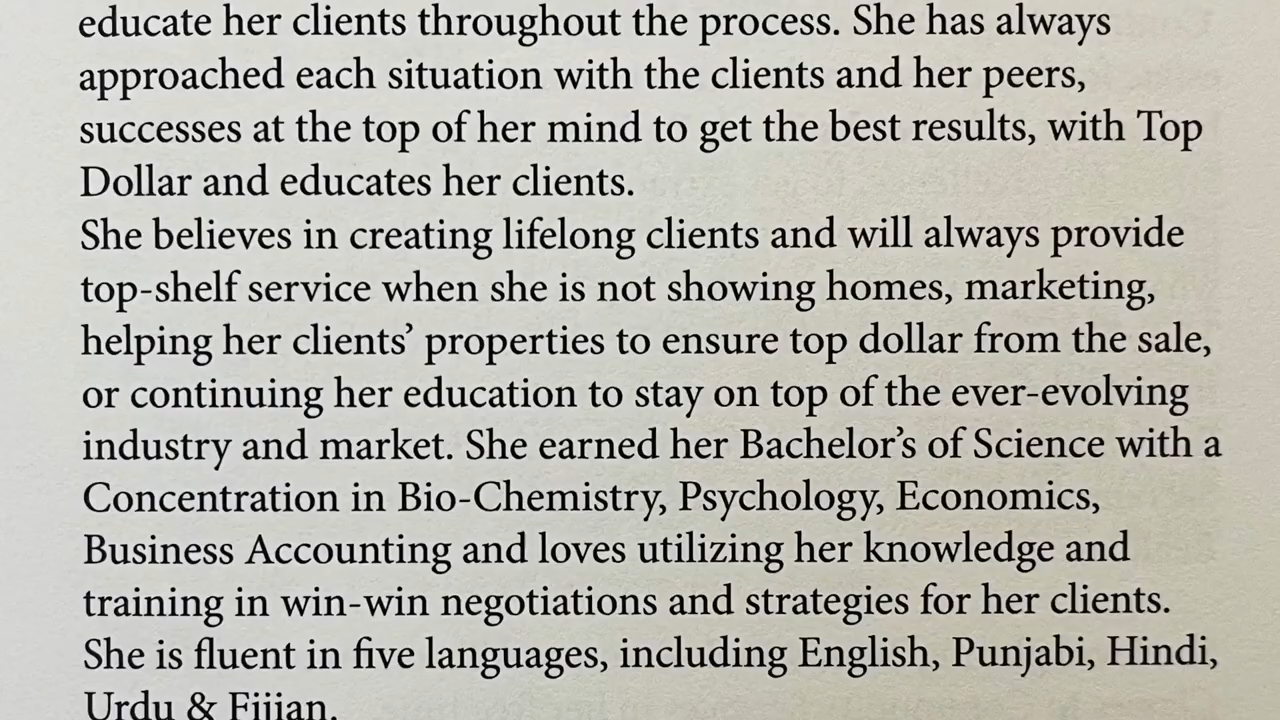 educate her clients throughout the process. She has always
approached each situation with the clients and her peers,
successes at the top of her mind to get the best results, with Top
Dollar and educates her clients.
She believes in creating lifelong clients and will always provide
top-shelf service when she is not showing homes, marketing,
helping her clients’ properties to ensure top dollar from the sale,
or continuing her education to stay on top of the ever-evolving
industry and market. She earned her Bachelor’s of Science with a
Concentration in Bio-Chemistry, Psychology, Economics,
Business Accounting and loves utilizing her knowledge and
training in win-win negotiations and strategies for her clients.
She is fluent in five languages, including English, Punjabi, Hindi,
Urdu & Fijian.